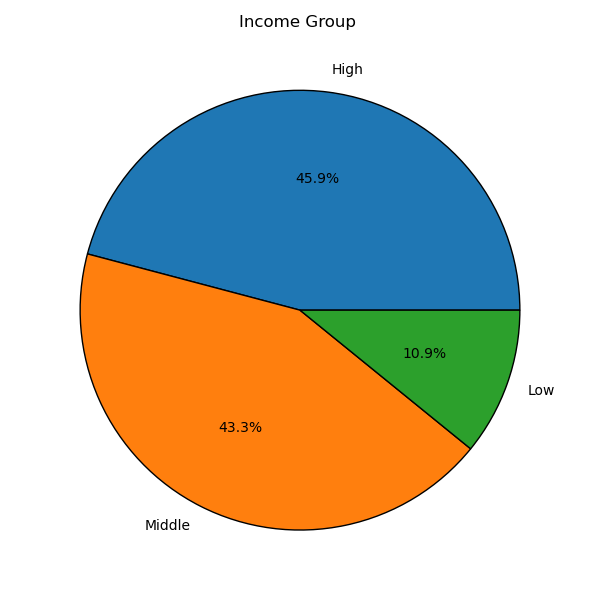 Income Group
High
45.9%
10.9%
Low
43.3%
Middle